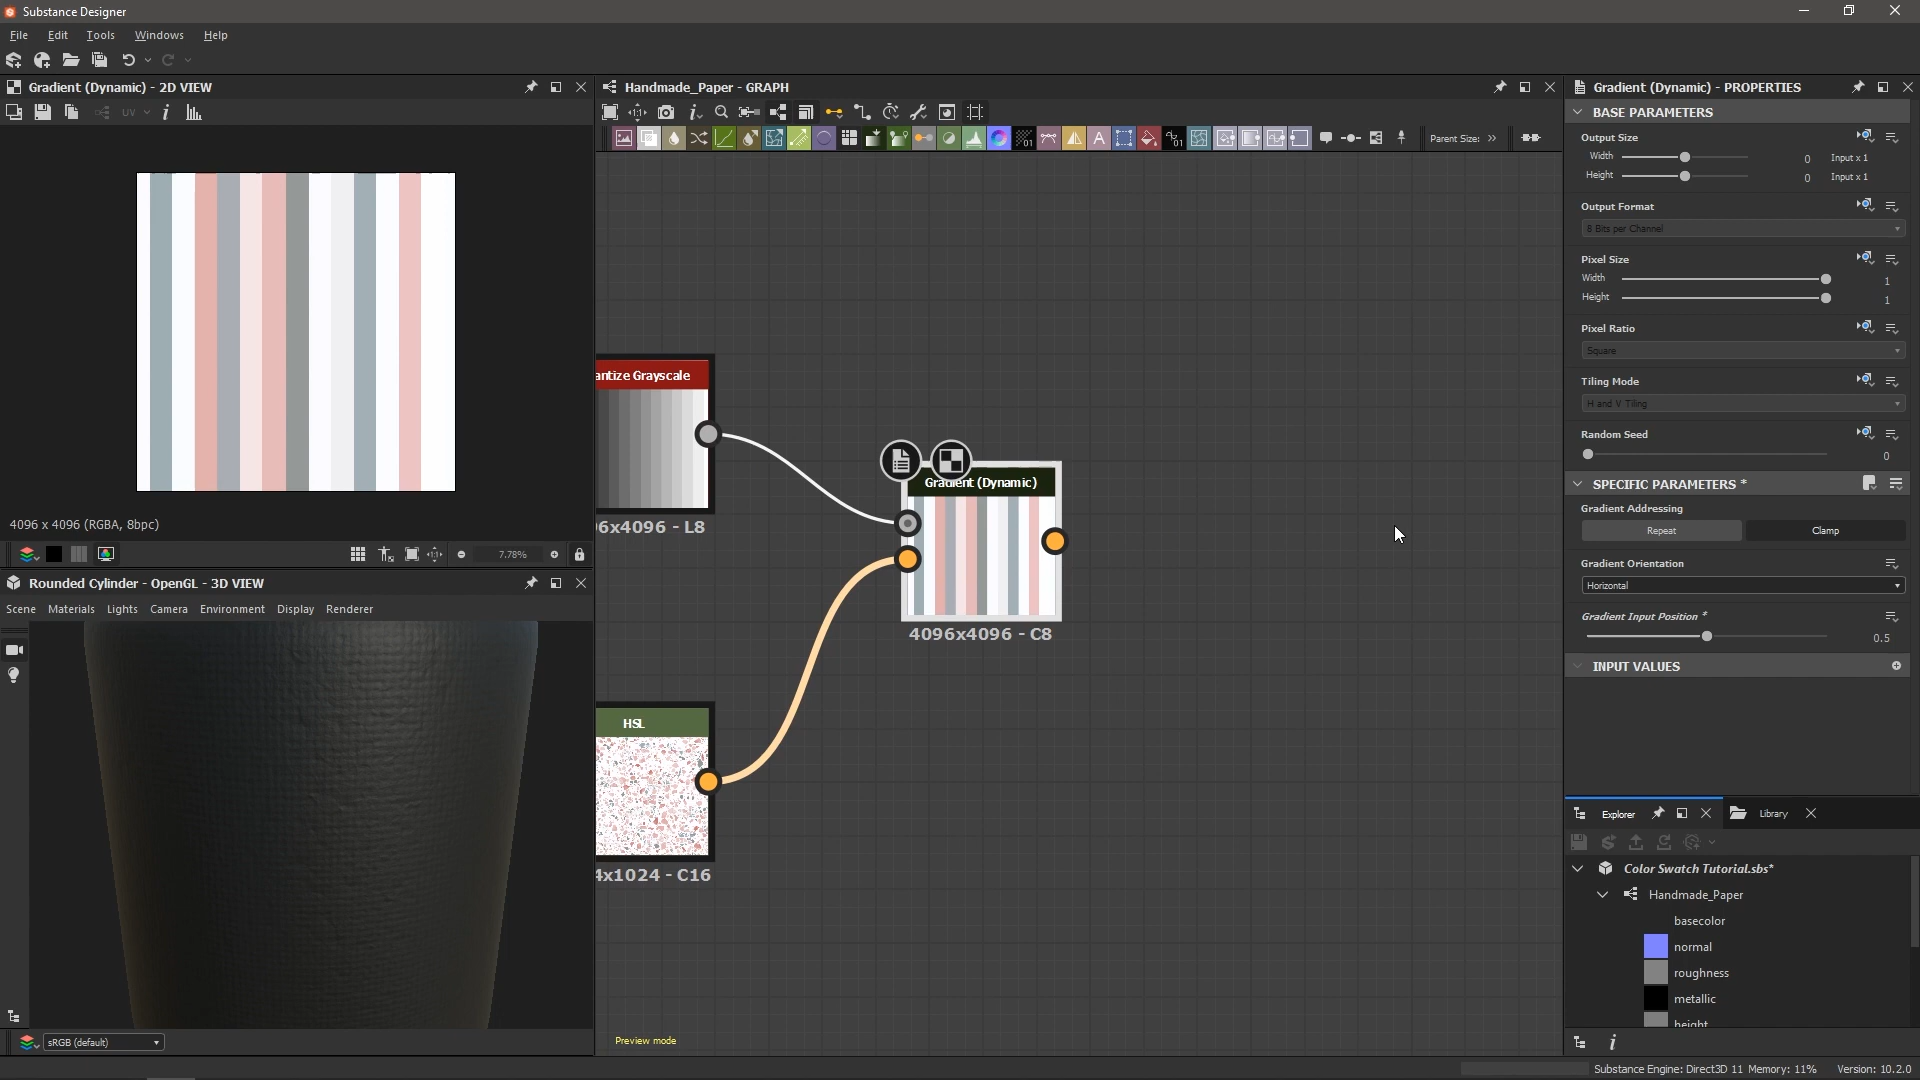 Substance Designer
File Edit Tools Windows Help
Gradient (Dynamic) - 2D VIEW
UV
4096 x 4096 (RGBA, 8bpc)
7.78%
Rounded Cylinder - OpenGL - 3D VIEW
Scene Materials Lights Camera Environment Display Renderer
sRGB (default)
Handmade_Paper - GRAPH
Parent Size: »
antize Grayscale
96x4096 - L8
Gradient (Dynamic)
4096x4096 - C8
HSL
4x1024 - C16
Preview mode
Gradient (Dynamic) - PROPERTIES
BASE PARAMETERS
Output Size
Width 0 Input x 1
Height 0 Input x 1
Output Format
8 Bits per Channel
Pixel Size
Width 1
Height 1
Pixel Ratio
Square
Tiling Mode
H and V Tiling
Random Seed
0
SPECIFIC PARAMETERS *
Gradient Addressing
Repeat Clamp
Gradient Orientation
Horizontal
Gradient Input Position *
0.5
INPUT VALUES
Explorer Library
Color Swatch Tutorial.sbs*
Handmade_Paper
basecolor
normal
roughness
metallic
height
Substance Engine: Direct3D 11 Memory: 11% Version: 10.2.0